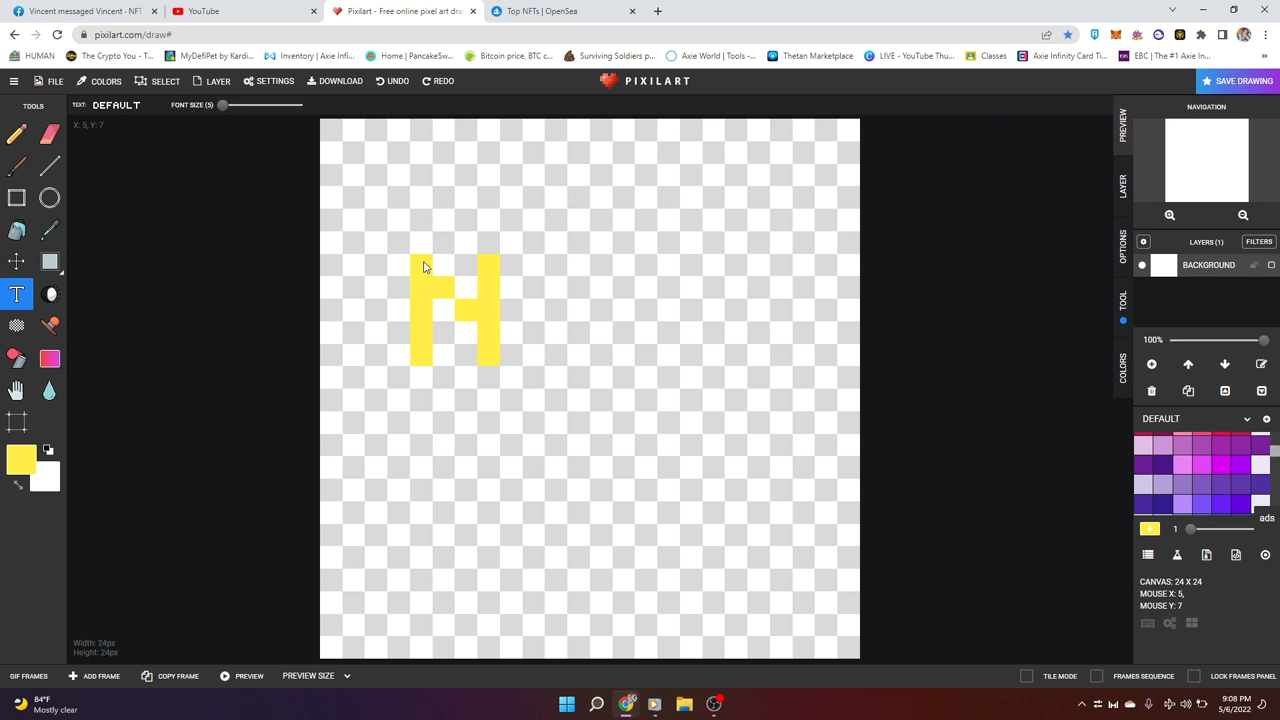 Vincent messaged Vincent - NFT
YouTube
Pixilart - Free online pixel art dra
Top NFTs | OpenSea
pixilart.com/draw#
HUMAN
The Crypto You - T...
MyDefiPet by Kardi...
Inventory | Axie Infi...
Home | PancakeSw...
Bitcoin price, BTC c...
Surviving Soldiers p...
Axie World | Tools -...
Thetan Marketplace
LIVE - YouTube Thu...
Classes
Axie Infinity Card Ti...
EBC | The #1 Axie In...
FILE
COLORS
SELECT
LAYER
SETTINGS
DOWNLOAD
UNDO
REDO
PIXILART
SAVE DRAWING
TOOLS
TEXT: DEFAULT
FONT SIZE (5)
X: 5, Y: 7
N
PREVIEW
LAYER
OPTIONS
TOOL
COLORS
NAVIGATION
LAYERS (1)
FILTERS
BACKGROUND
100%
DEFAULT
ads
1
CANVAS: 24 X 24
MOUSE X: 5,
MOUSE Y: 7
Width: 24px
Height: 24px
GIF FRAMES
ADD FRAME
COPY FRAME
PREVIEW
PREVIEW SIZE
TILE MODE
FRAMES SEQUENCE
LOCK FRAMES PANEL
84°F
Mostly clear
9:08 PM
5/6/2022